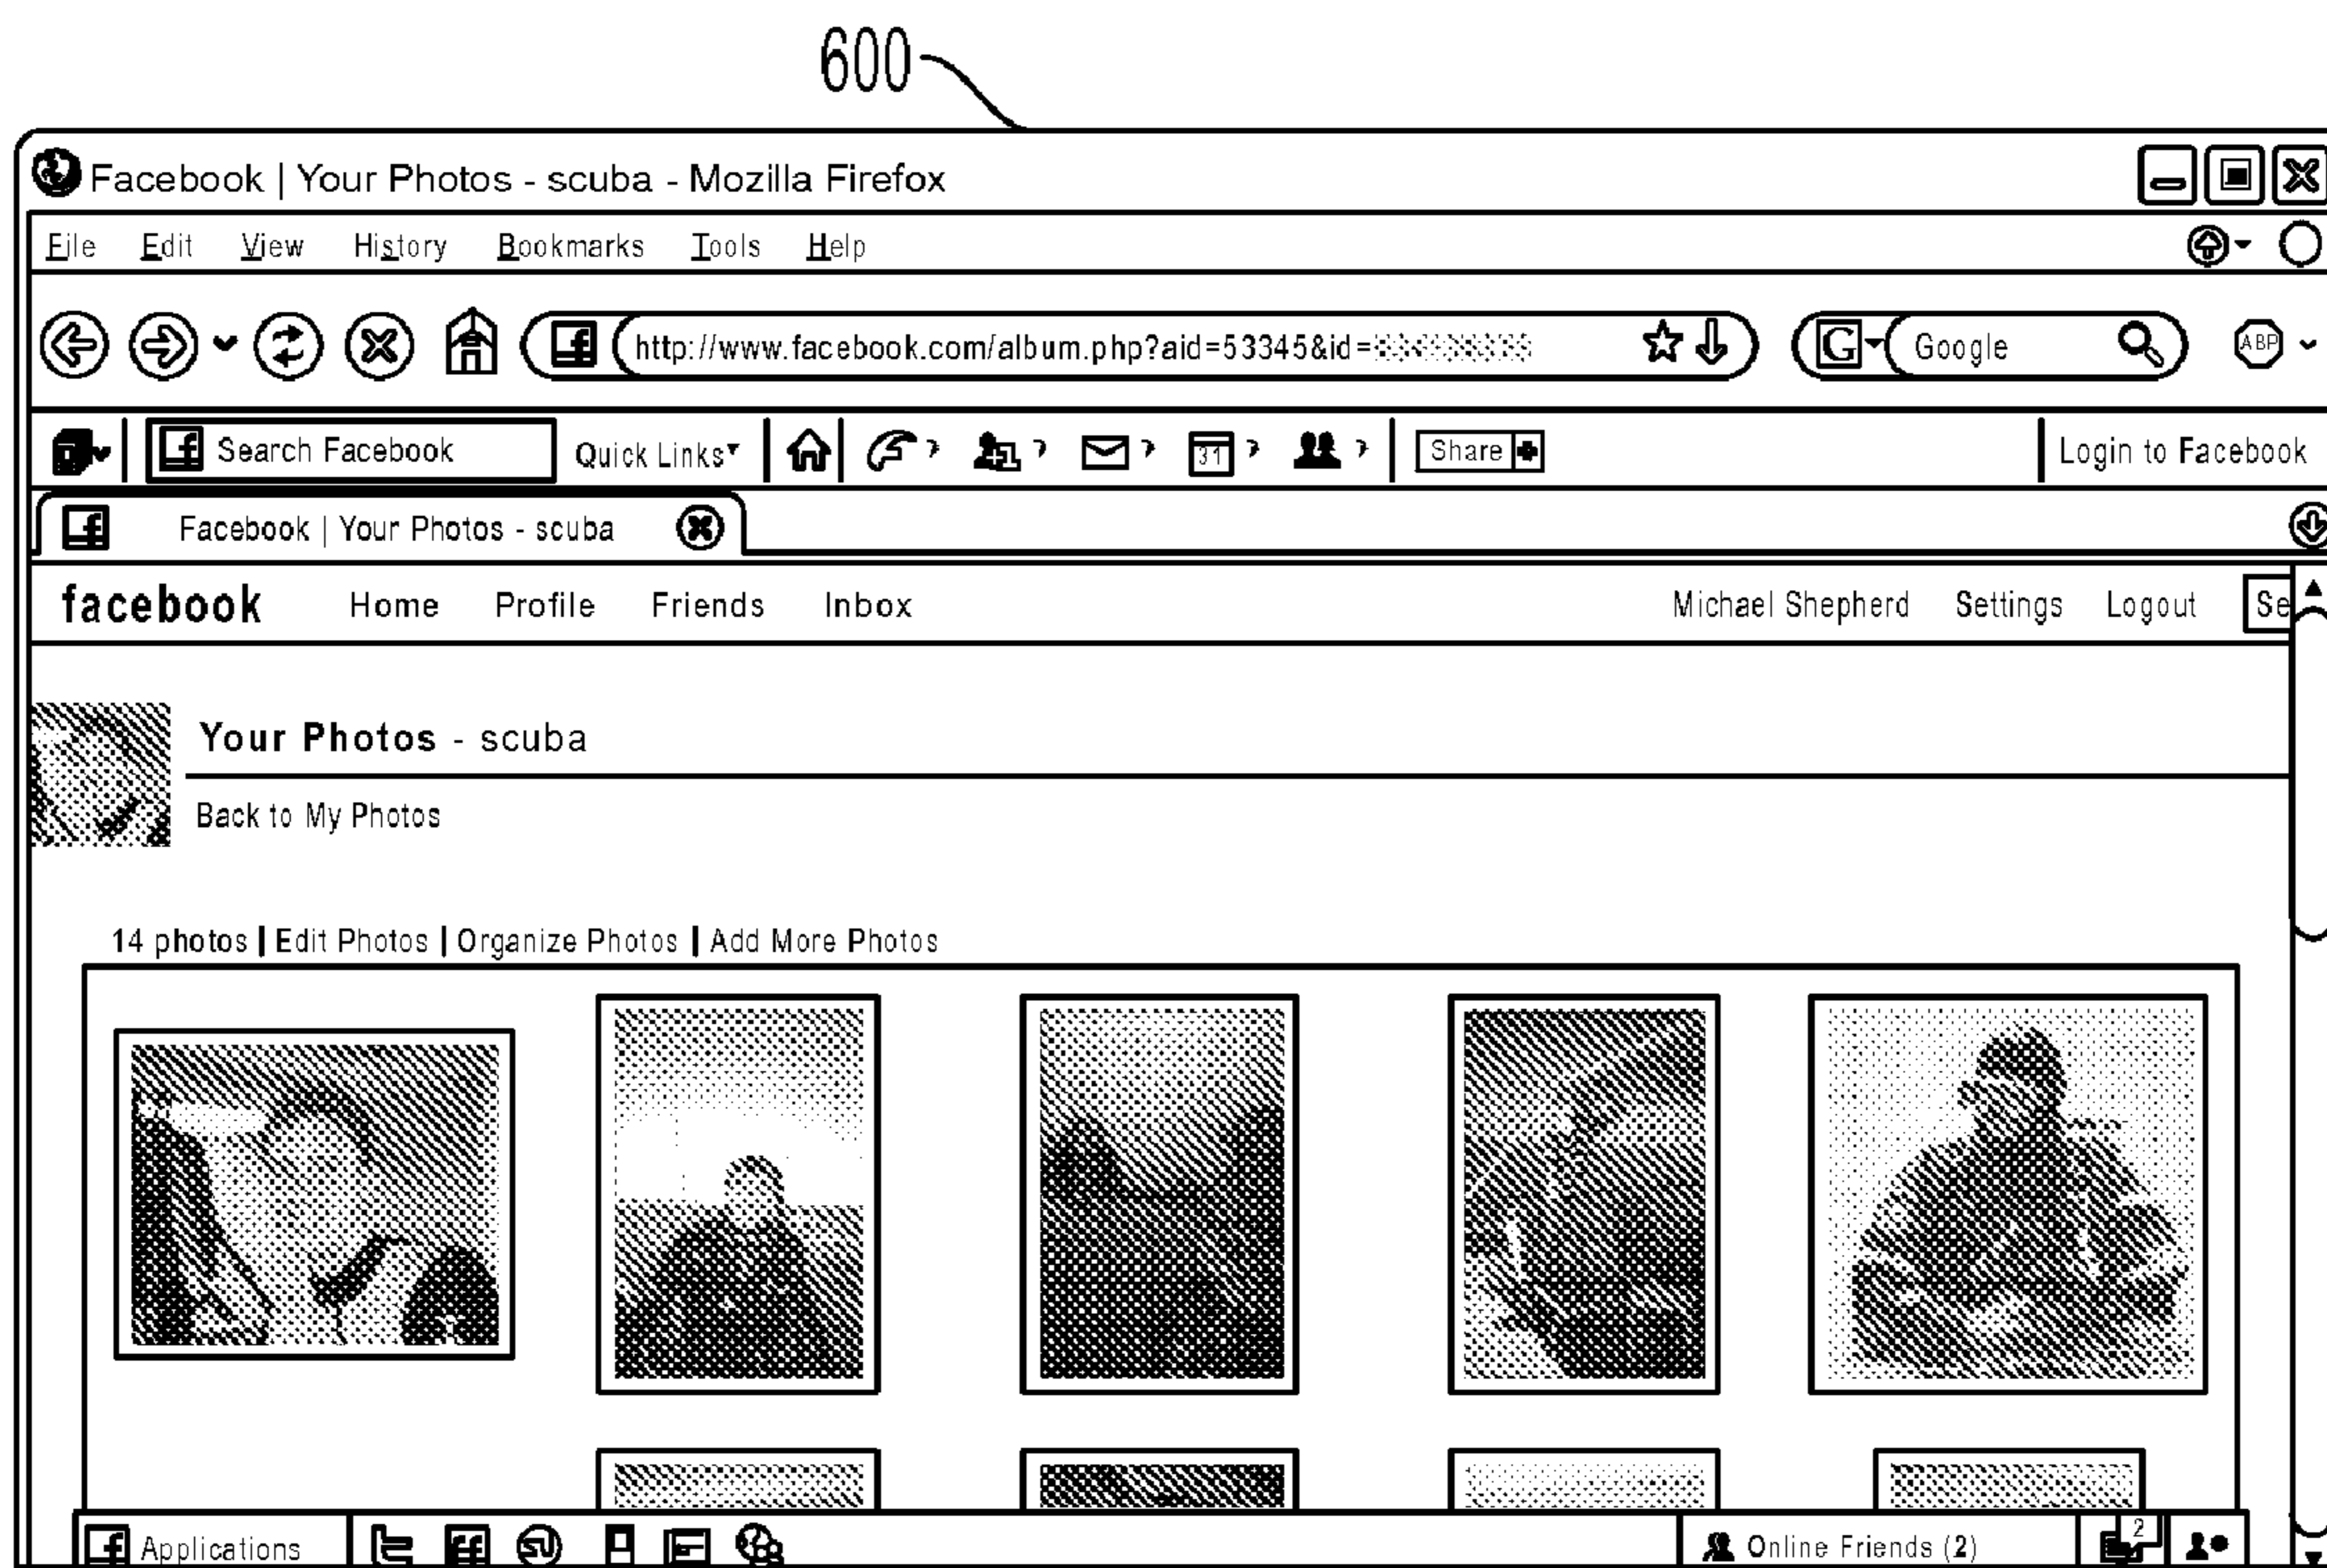 600
Facebook | Your Photos - scuba - Mozilla Firefox
File Edit View History Bookmarks Tools Help
http://www.facebook.com/album.php?aid=53345&id= G Google ABP
Search Facebook Quick Links 31 Share Login to Facebook
Facebook | Your Photos - scuba
facebook Home Profile Friends Inbox Michael Shepherd Settings Logout Se
Your Photos - scuba
Back to My Photos
14 photos | Edit Photos | Organize Photos | Add More Photos
Applications Online Friends (2) 2